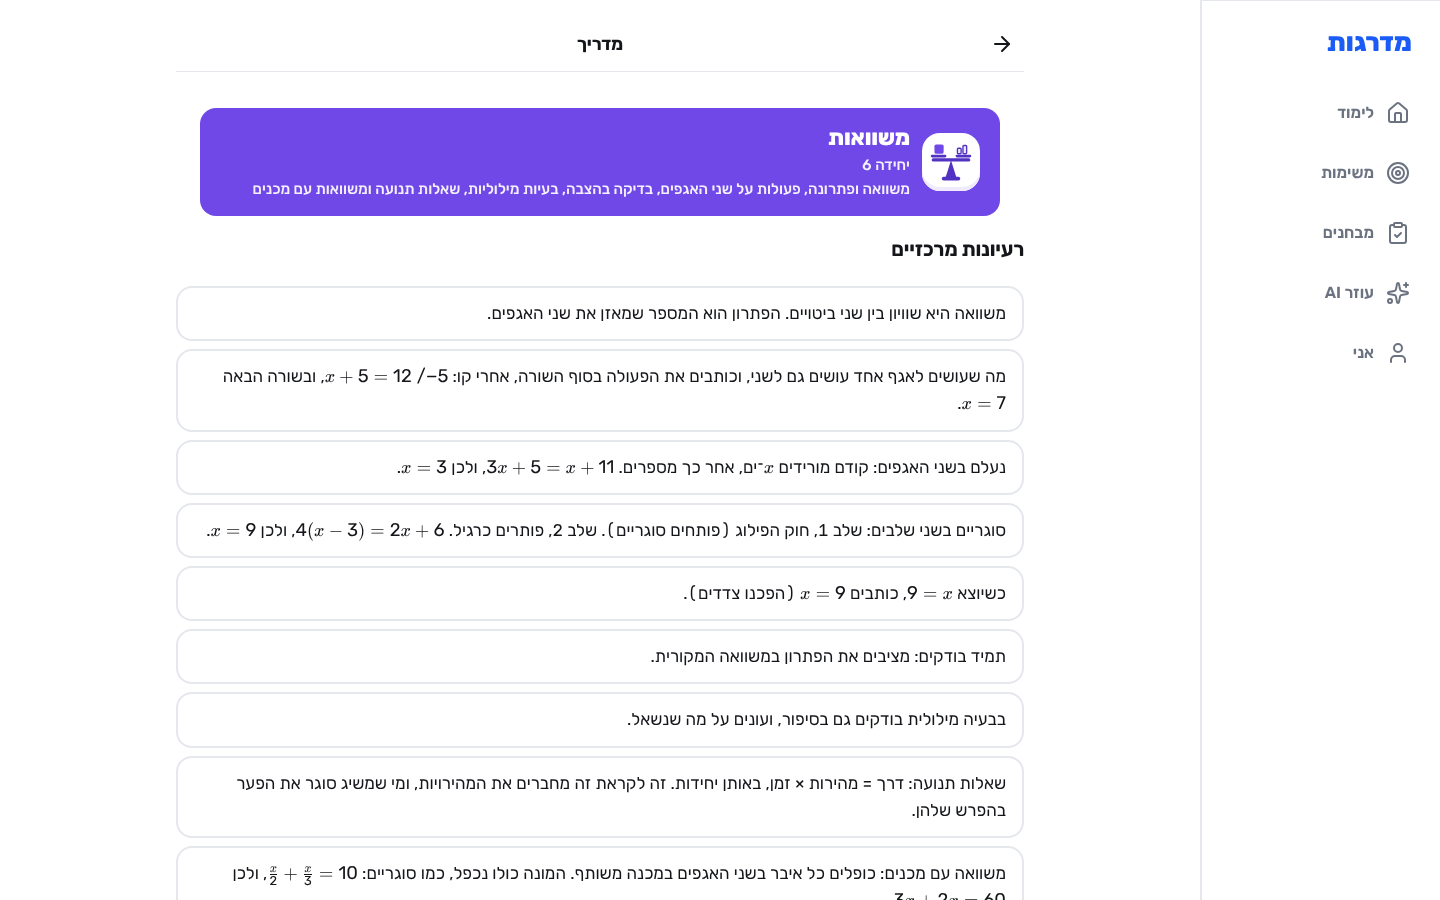 מדרגות
לימוד
משימות
מבחנים
עוזר AI
אני
מדריך
משוואות
יחידה 6
משוואה ופתרונה, פעולות על שני האגפים, בדיקה בהצבה, בעיות מילוליות, שאלות תנועה ומשוואות עם מכנים
רעיונות מרכזיים
משוואה היא שוויון בין שני ביטויים. הפתרון הוא המספר שמאזן את שני האגפים.
מה שעושים לאגף אחד עושים גם לשני, וכותבים את הפעולה בסוף השורה, אחרי קו: x + 5 = 12 /−5, ובשורה הבאה
x = 7.
נעלם בשני האגפים: קודם מורידים x־ים, אחר כך מספרים. 3x + 5 = x + 11, ולכן x = 3.
סוגריים בשני שלבים: שלב 1, חוק הפילוג (פותחים סוגריים). שלב 2, פותרים כרגיל. 4(x − 3) = 2x + 6, ולכן x = 9.
כשיוצא 9 = x, כותבים x = 9 (הפכנו צדדים).
תמיד בודקים: מציבים את הפתרון במשוואה המקורית.
בבעיה מילולית בודקים גם בסיפור, ועונים על מה שנשאל.
שאלות תנועה: דרך = מהירות × זמן, באותן יחידות. זה לקראת זה מחברים את המהירויות, ומי שמשיג סוגר את הפער
בהפרש שלהן.
משוואה עם מכנים: כופלים כל איבר בשני האגפים במכנה משותף. המונה כולו נכפל, כמו סוגריים: x/2 + x/3 = 10, ולכן
3x + 2x = 60